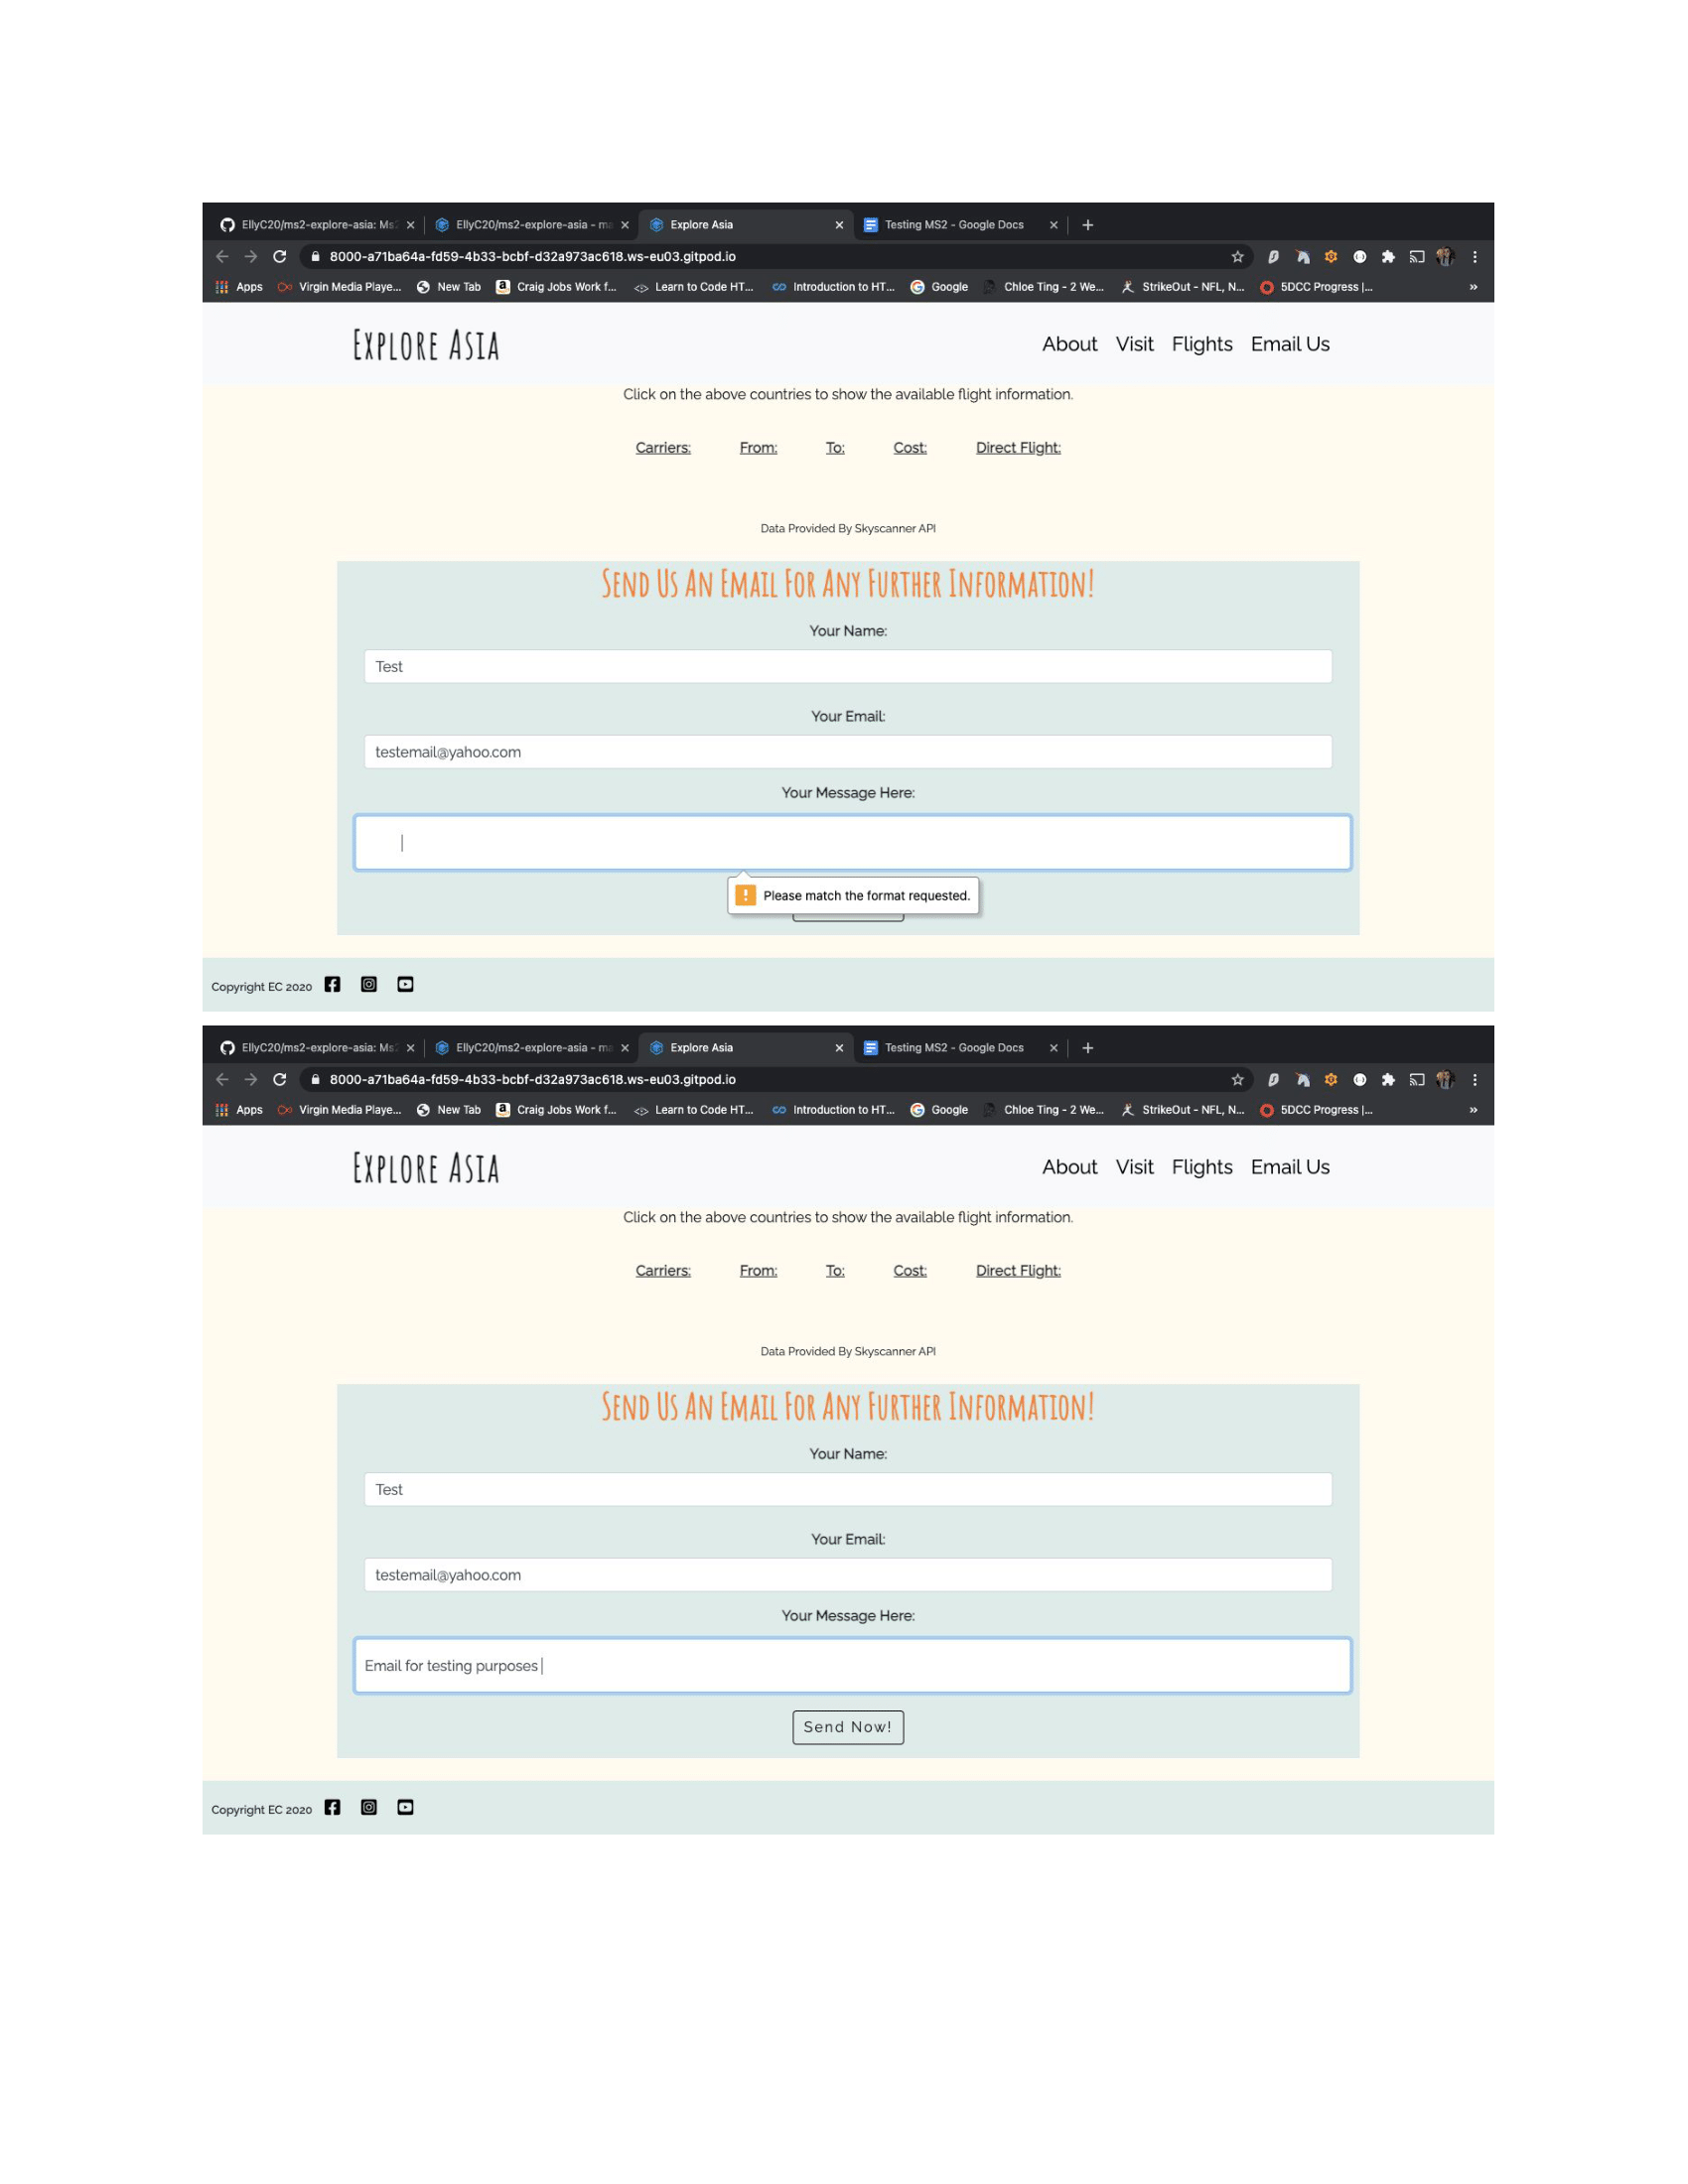 EllyC20/ms2-explore-asia: Ms2 EllyC20/ms2-explore-asia - ma Explore Asia Testing MS2 - Google Docs
8000-a71ba64a-fd59-4b33-bcbf-d32a973ac618.ws-eu03.gitpod.io
Apps Virgin Media Playe... New Tab Craig Jobs Work f... Learn to Code HT... Introduction to HT... Google Chloe Ting - 2 We... StrikeOut - NFL, N... 5DCC Progress |... »
Explore Asia About Visit Flights Email Us
Click on the above countries to show the available flight information.
Carriers: From: To: Cost: Direct Flight:
Data Provided By Skyscanner API
Send Us An Email For Any Further Information!
Your Name:
Test
Your Email:
testemail@yahoo.com
Your Message Here:
Please match the format requested.
Copyright EC 2020
EllyC20/ms2-explore-asia: Ms2 EllyC20/ms2-explore-asia - ma Explore Asia Testing MS2 - Google Docs
8000-a71ba64a-fd59-4b33-bcbf-d32a973ac618.ws-eu03.gitpod.io
Apps Virgin Media Playe... New Tab Craig Jobs Work f... Learn to Code HT... Introduction to HT... Google Chloe Ting - 2 We... StrikeOut - NFL, N... 5DCC Progress |... »
Explore Asia About Visit Flights Email Us
Click on the above countries to show the available flight information.
Carriers: From: To: Cost: Direct Flight:
Data Provided By Skyscanner API
Send Us An Email For Any Further Information!
Your Name:
Test
Your Email:
testemail@yahoo.com
Your Message Here:
Email for testing purposes
Send Now!
Copyright EC 2020